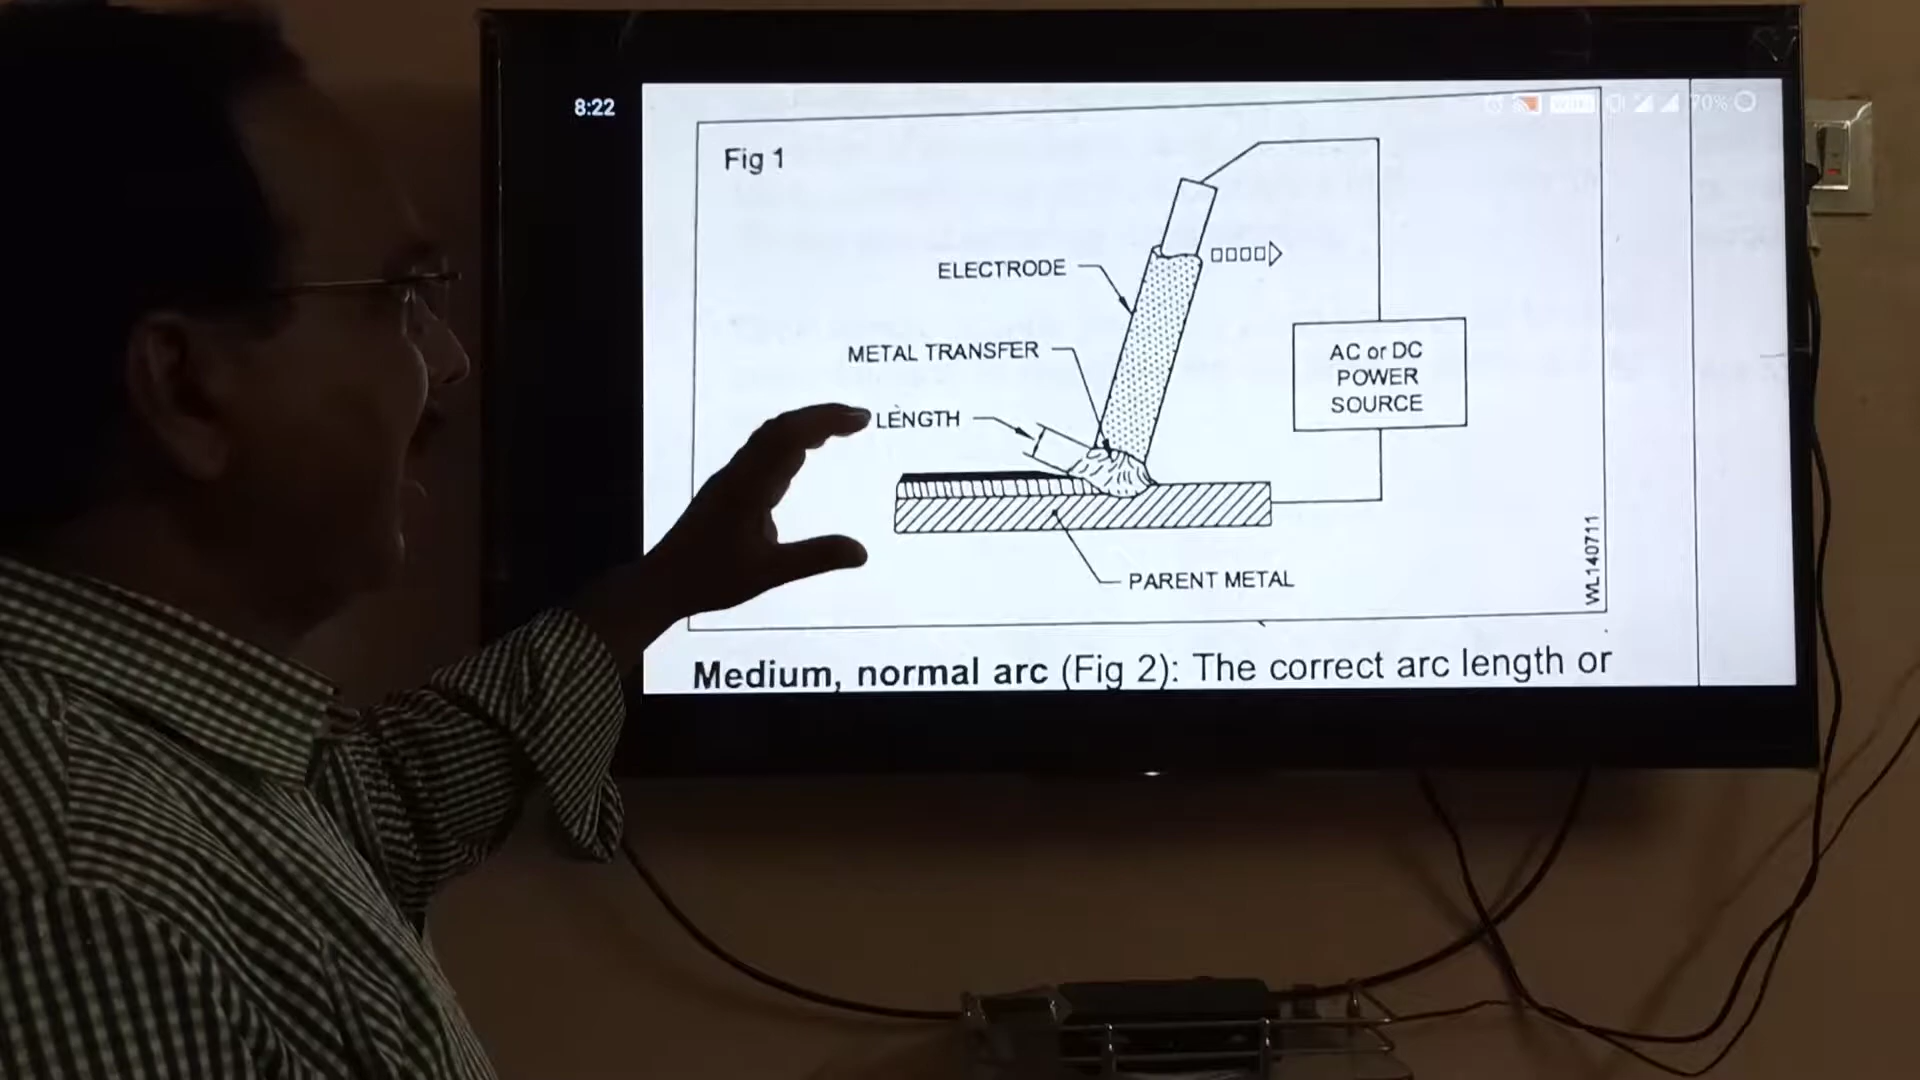 8:22
70%
Fig 1
ELECTRODE
METAL TRANSFER
LENGTH
AC or DC
POWER
SOURCE
PARENT METAL
WL140711
Medium, normal arc (Fig 2): The correct arc length or